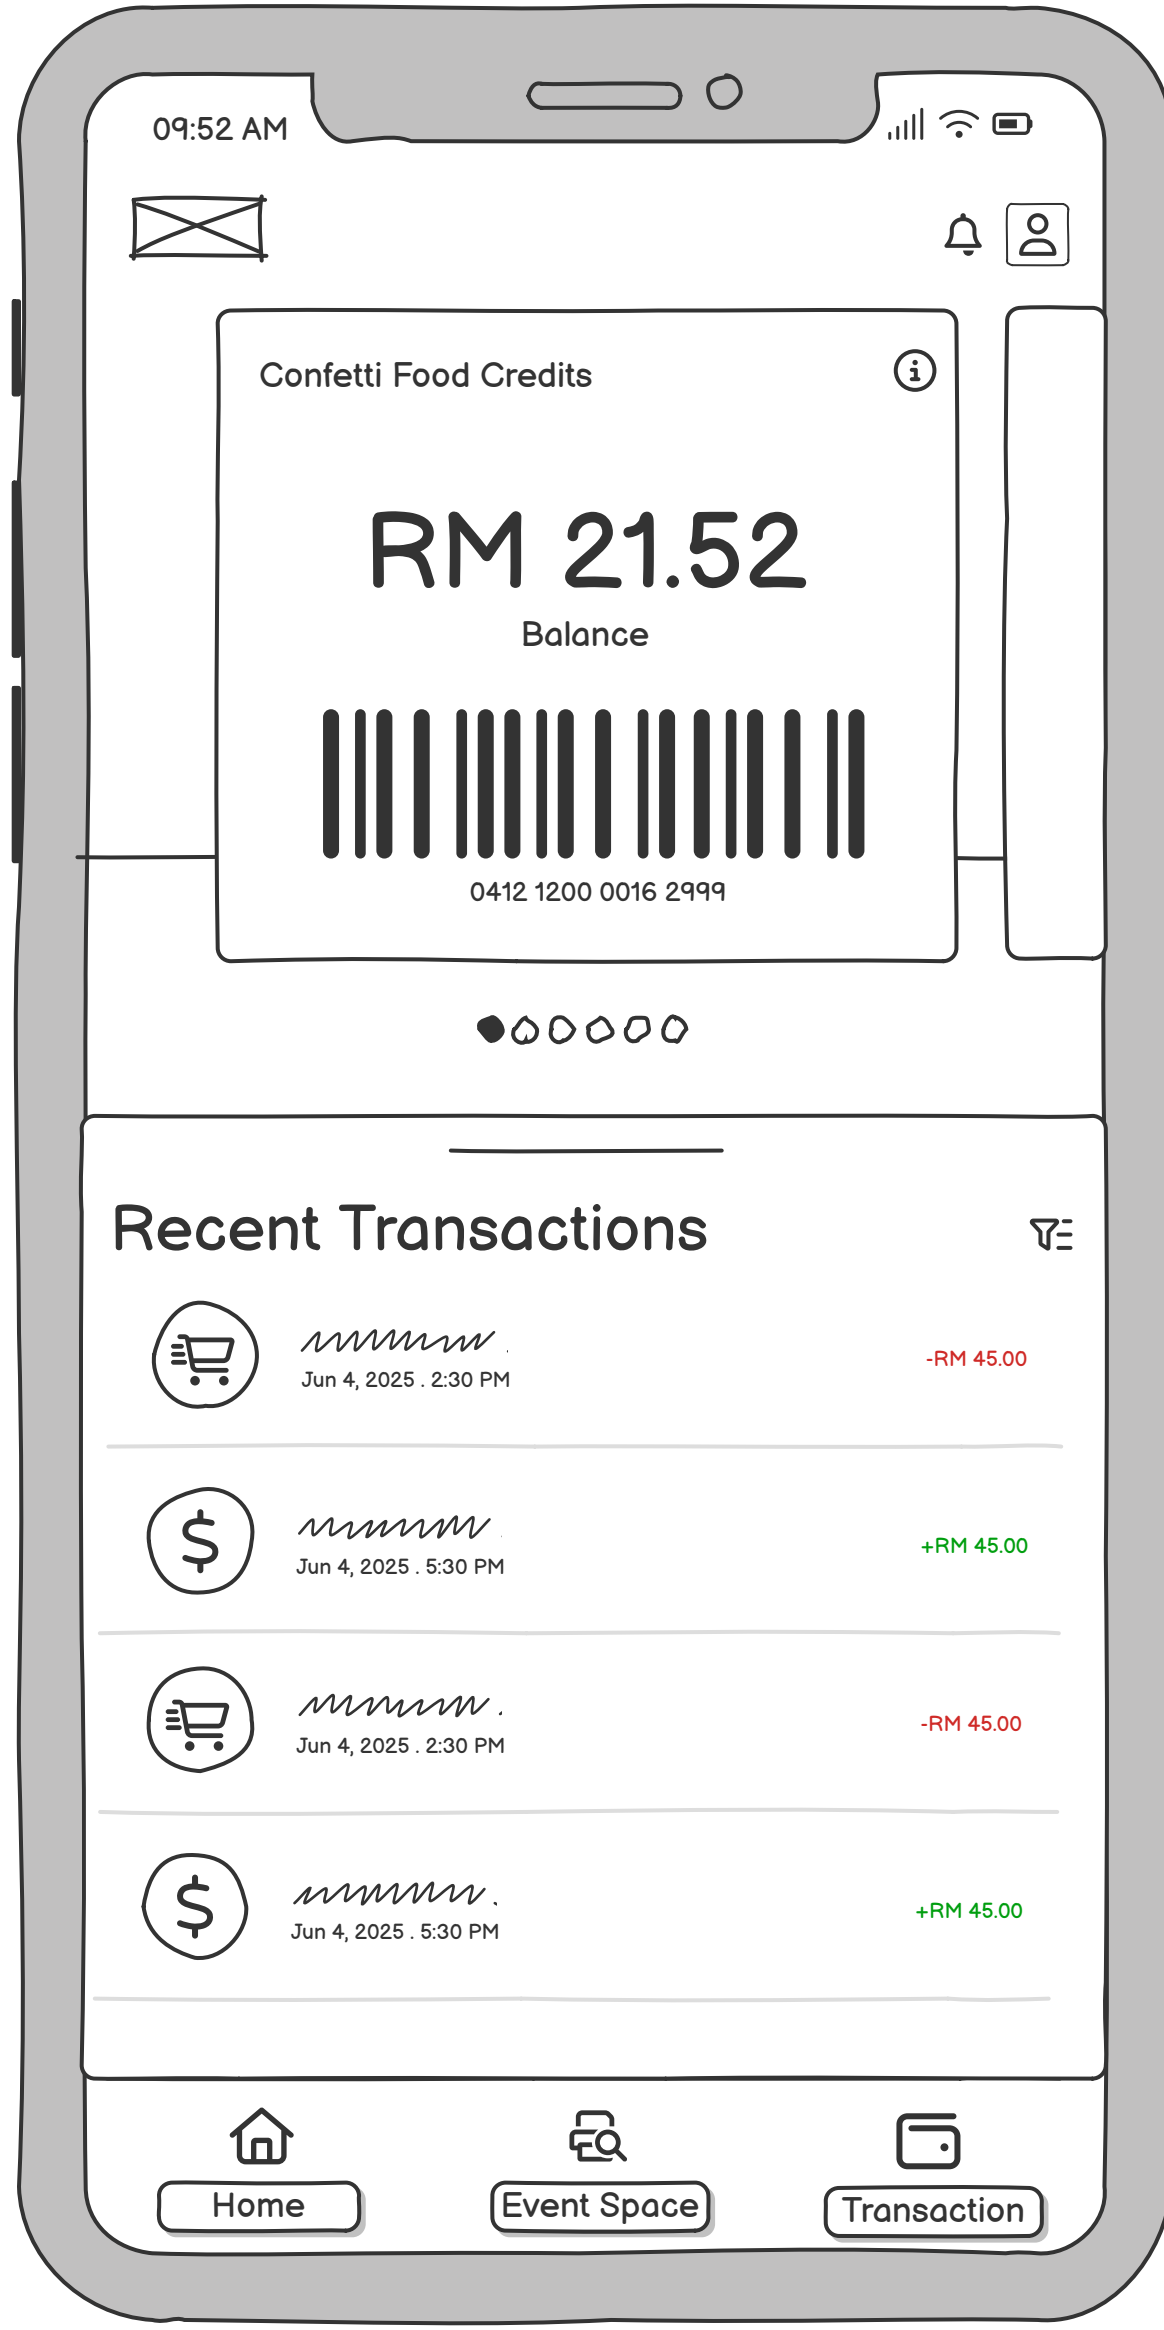 09:52 AM
Confetti Food Credits
RM 21.52
Balance
0412 1200 0016 2999
Recent Transactions
Jun 4, 2025 . 2:30 PM
-RM 45.00
Jun 4, 2025 . 5:30 PM
+RM 45.00
Jun 4, 2025 . 2:30 PM
-RM 45.00
Jun 4, 2025 . 5:30 PM
+RM 45.00
Home
Event Space
Transaction